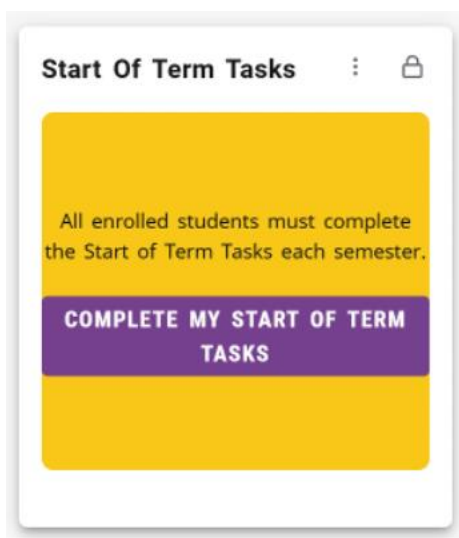 Start Of Term Tasks
All enrolled students must complete
the Start of Term Tasks each semester.
COMPLETE MY START OF TERM
TASKS